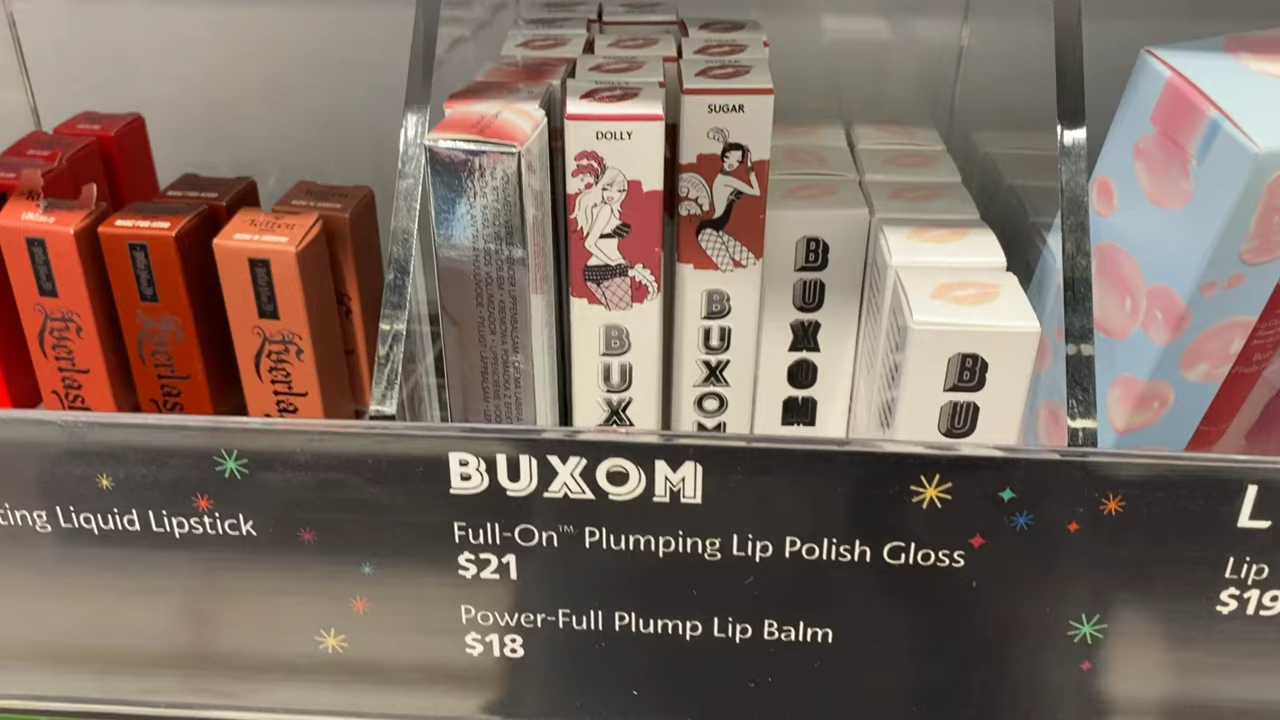 DOLLY
SUGAR
BUX
BUXOM
BUXOM
BU
Everlas
Everlas
Everla
BUXOM
ting Liquid Lipstick
Full-On™ Plumping Lip Polish Gloss
$21
Power-Full Plump Lip Balm
$18
L
Lip
$19